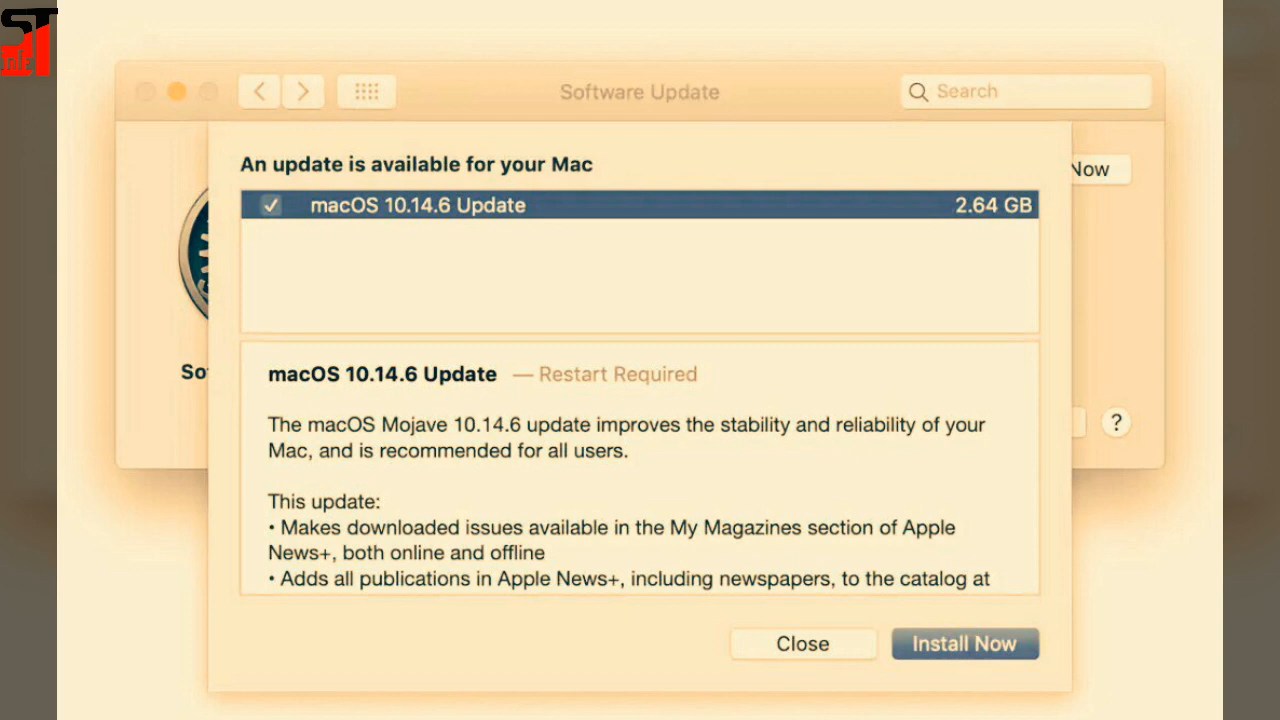 ST
Info
Software Update
Search
Now
An update is available for your Mac
macOS 10.14.6 Update 2.64 GB
Sof
macOS 10.14.6 Update — Restart Required
The macOS Mojave 10.14.6 update improves the stability and reliability of your
Mac, and is recommended for all users.
This update:
• Makes downloaded issues available in the My Magazines section of Apple
News+, both online and offline
• Adds all publications in Apple News+, including newspapers, to the catalog at
?
Close Install Now